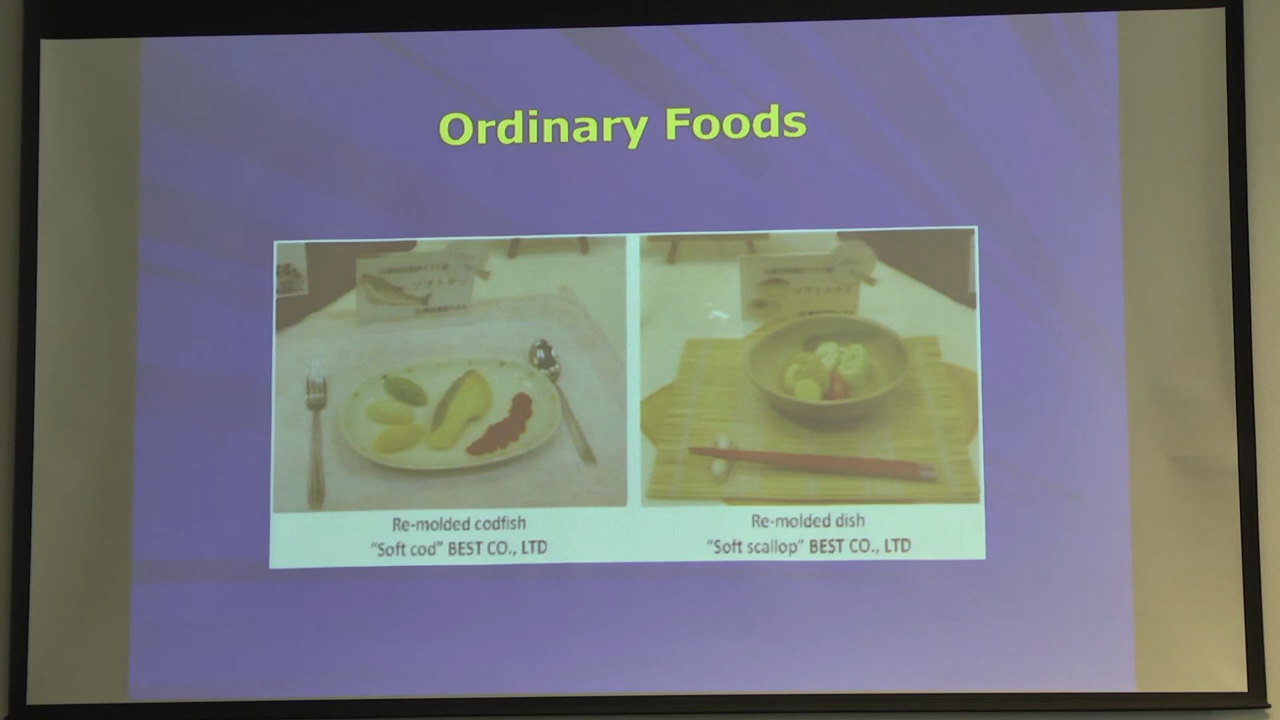 Ordinary Foods
Re-molded codfish
"Soft cod" BEST CO., LTD
Re-molded dish
"Soft scallop" BEST CO., LTD